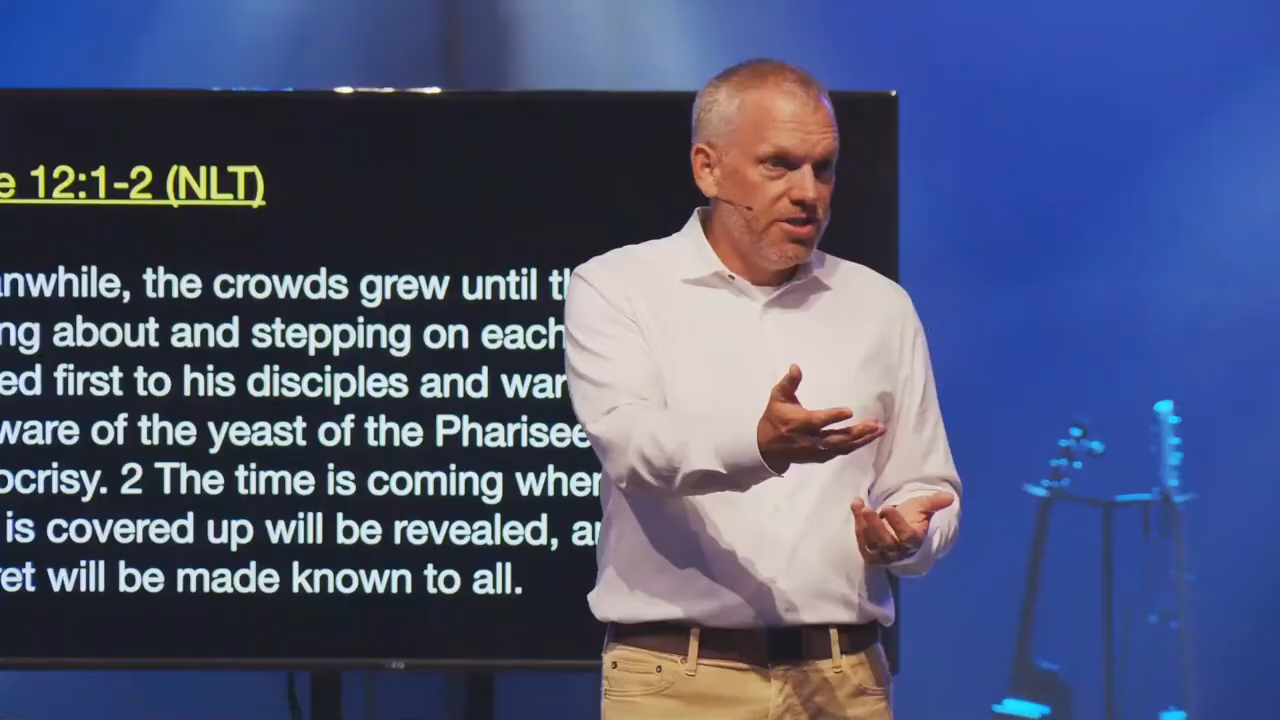 e 12:1-2 (NLT)
anwhile, the crowds grew until th
ng about and stepping on each
ed first to his disciples and war
ware of the yeast of the Pharisee
ocrisy. 2 The time is coming when
is covered up will be revealed, an
ret will be made known to all.